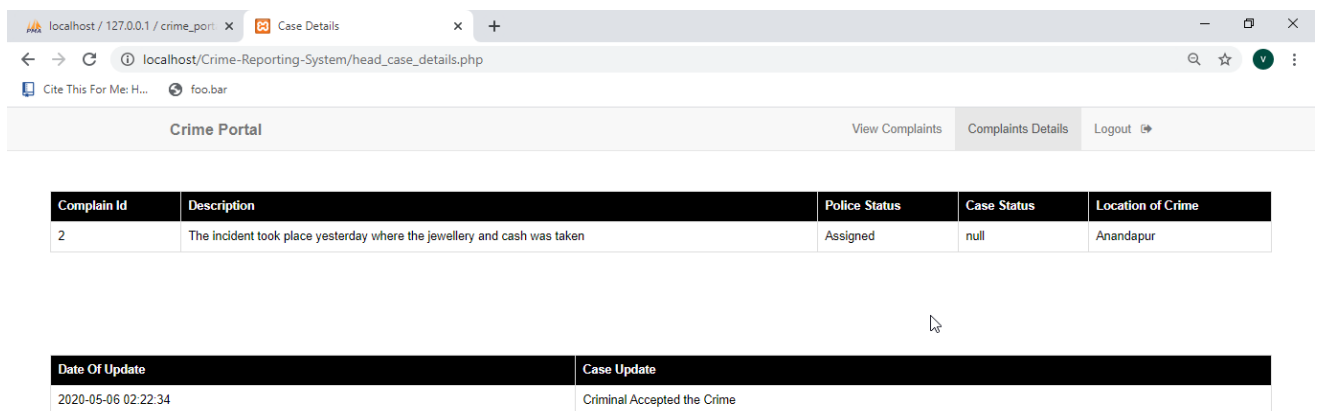 localhost / 127.0.0.1 / crime_port
Case Details
localhost/Crime-Reporting-System/head_case_details.php
V
Cite This For Me: H...
foo.bar
Crime Portal
View Complaints
Complaints Details
Logout
Complain Id Description Police Status Case Status Location of Crime
2 The incident took place yesterday where the jewellery and cash was taken Assigned null Anandapur
Date Of Update Case Update
2020-05-06 02:22:34 Criminal Accepted the Crime